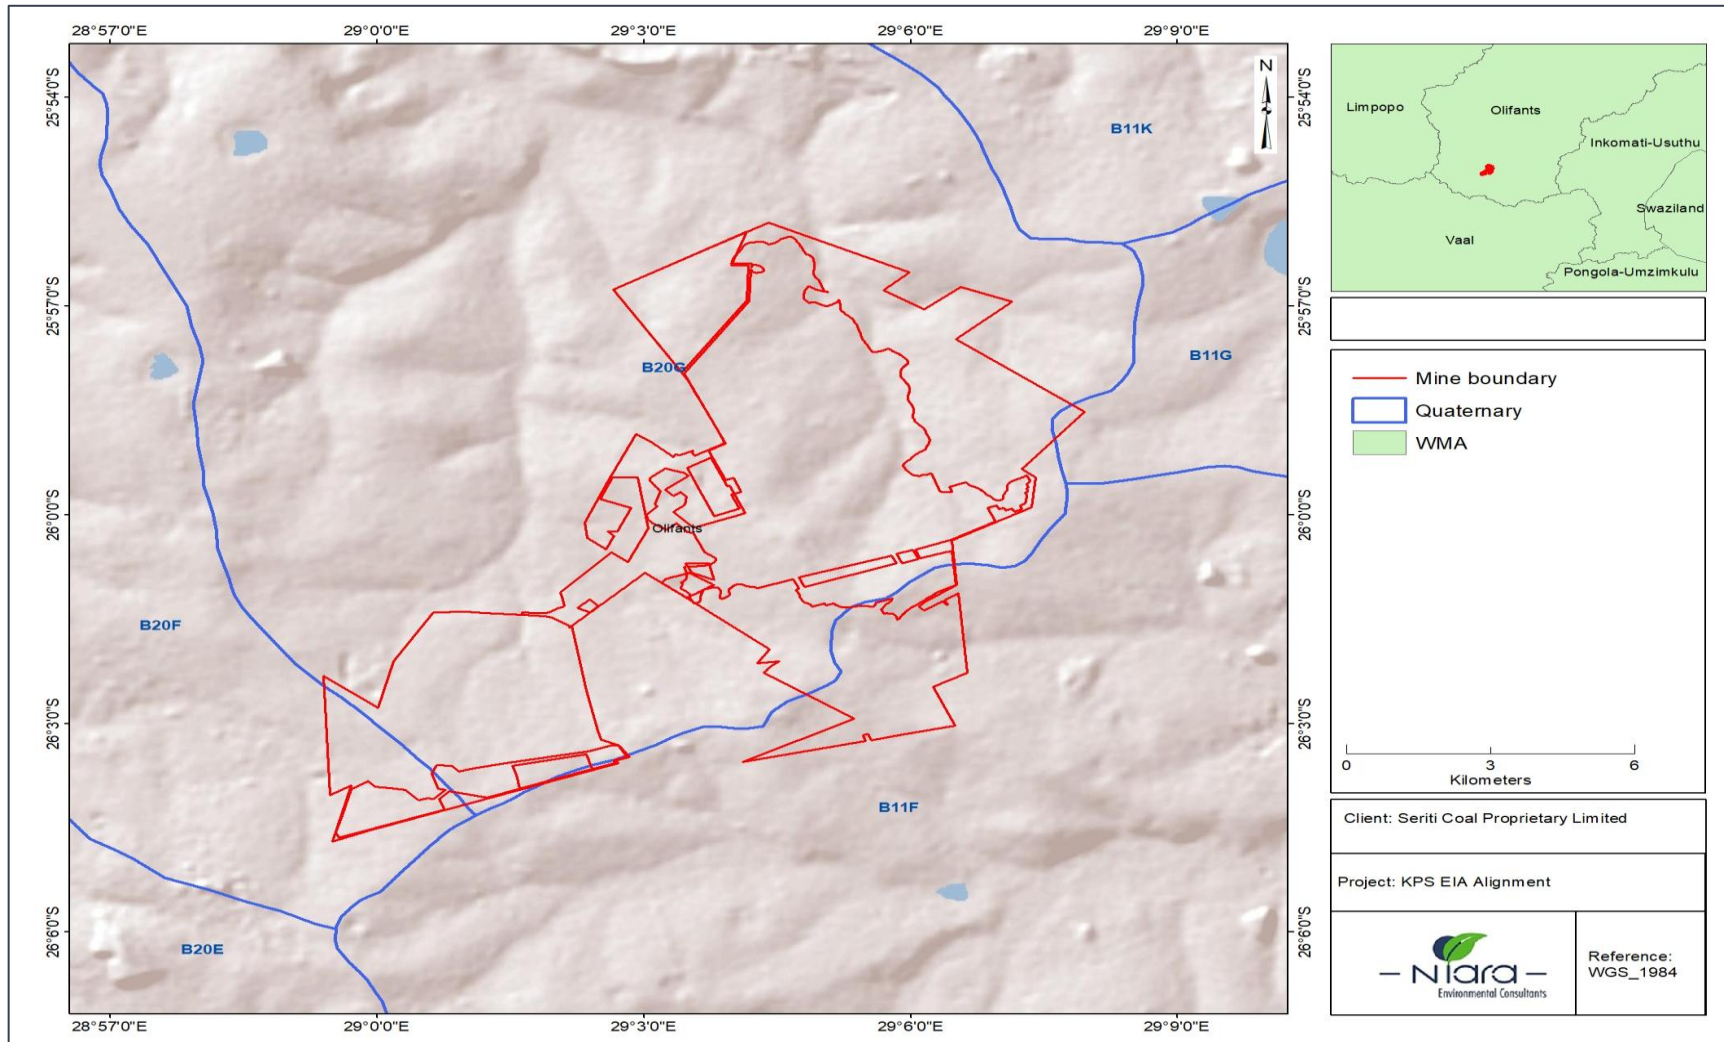 28°57'0"E 29°0'0"E 29°3'0"E 29°6'0"E 29°9'0"E
25°54'0"S
25°57'0"S
26°0'0"S
26°3'0"S
26°6'0"S
N
B11K
B20G
B11G
Olifants
B20F
B11F
B20E
25°54'0"S
25°57'0"S
26°0'0"S
26°3'0"S
26°6'0"S
28°57'0"E 29°0'0"E 29°3'0"E 29°6'0"E 29°9'0"E
Limpopo
Olifants
Inkomati-Usuthu
Swaziland
Vaal
Pongola-Umzimkulu
Mine boundary
Quaternary
WMA
0 3 6
Kilometers
Client: Seriti Coal Proprietary Limited
Project: KPS EIA Alignment
Niara
Environmental Consultants
Reference:
WGS_1984